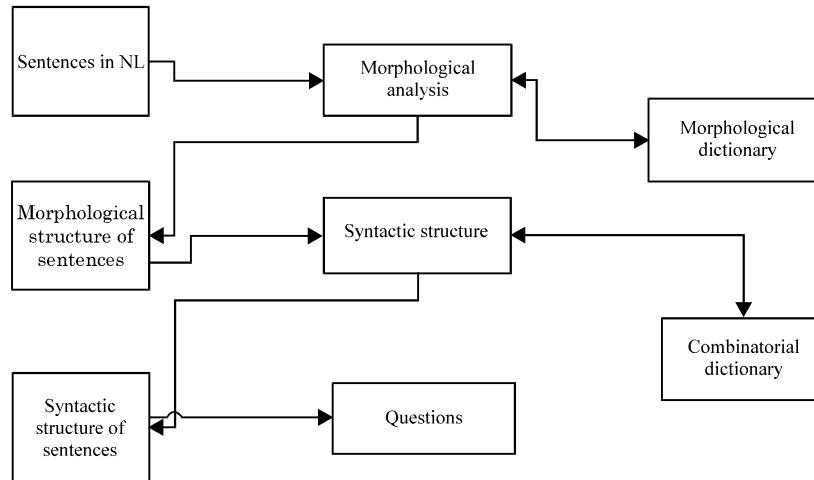 Sentences in NL
Morphological
analysis
Morphological
dictionary
Morphological
structure of
sentences
Syntactic structure
Combinatorial
dictionary
Syntactic
structure of
sentences
Questions